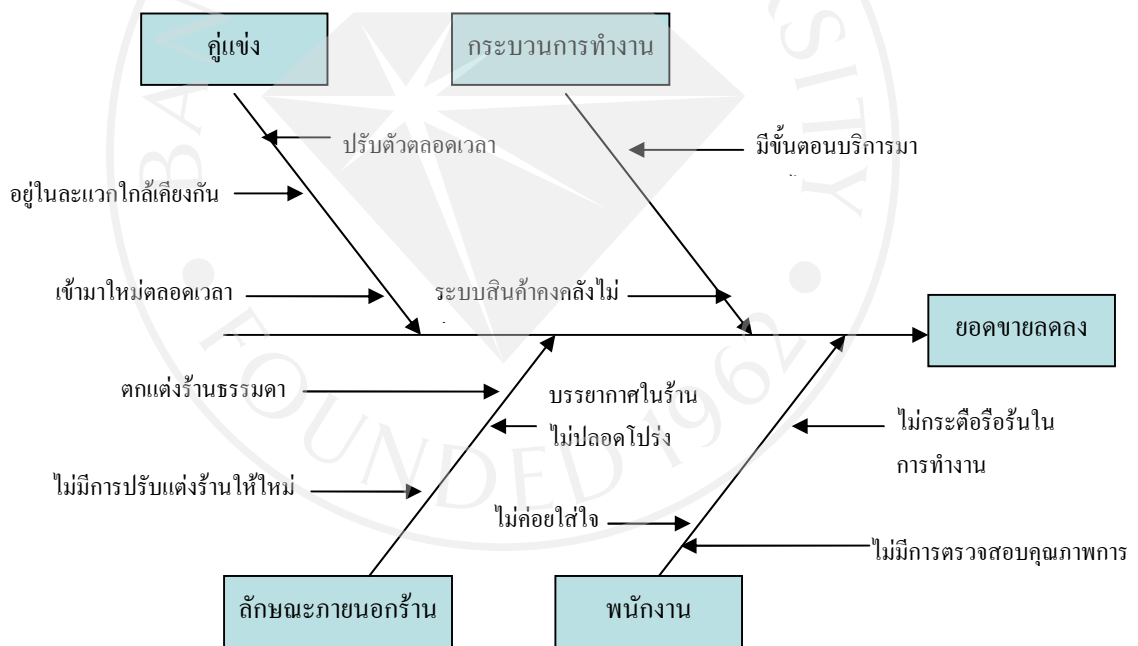 คู่แข่ง
กระบวนการทำงาน
ปรับตัวตลอดเวลา
มีขั้นตอนบริการมา
อยู่ในละแวกใกล้เคียงกัน
เข้ามาใหม่ตลอดเวลา
ระบบสินค้าคงคลังไม่
ยอดขายลดลง
ตกแต่งร้านธรรมดา
บรรยากาศในร้าน
ไม่ปลอดโปร่ง
ไม่กระตือรือร้นใน
การทำงาน
ไม่มีการปรับแต่งร้านให้ใหม่
ไม่ค่อยใส่ใจ
ไม่มีการตรวจสอบคุณภาพการ
ลักษณะภายนอกร้าน
พนักงาน
SITY
FOUNDED 1962